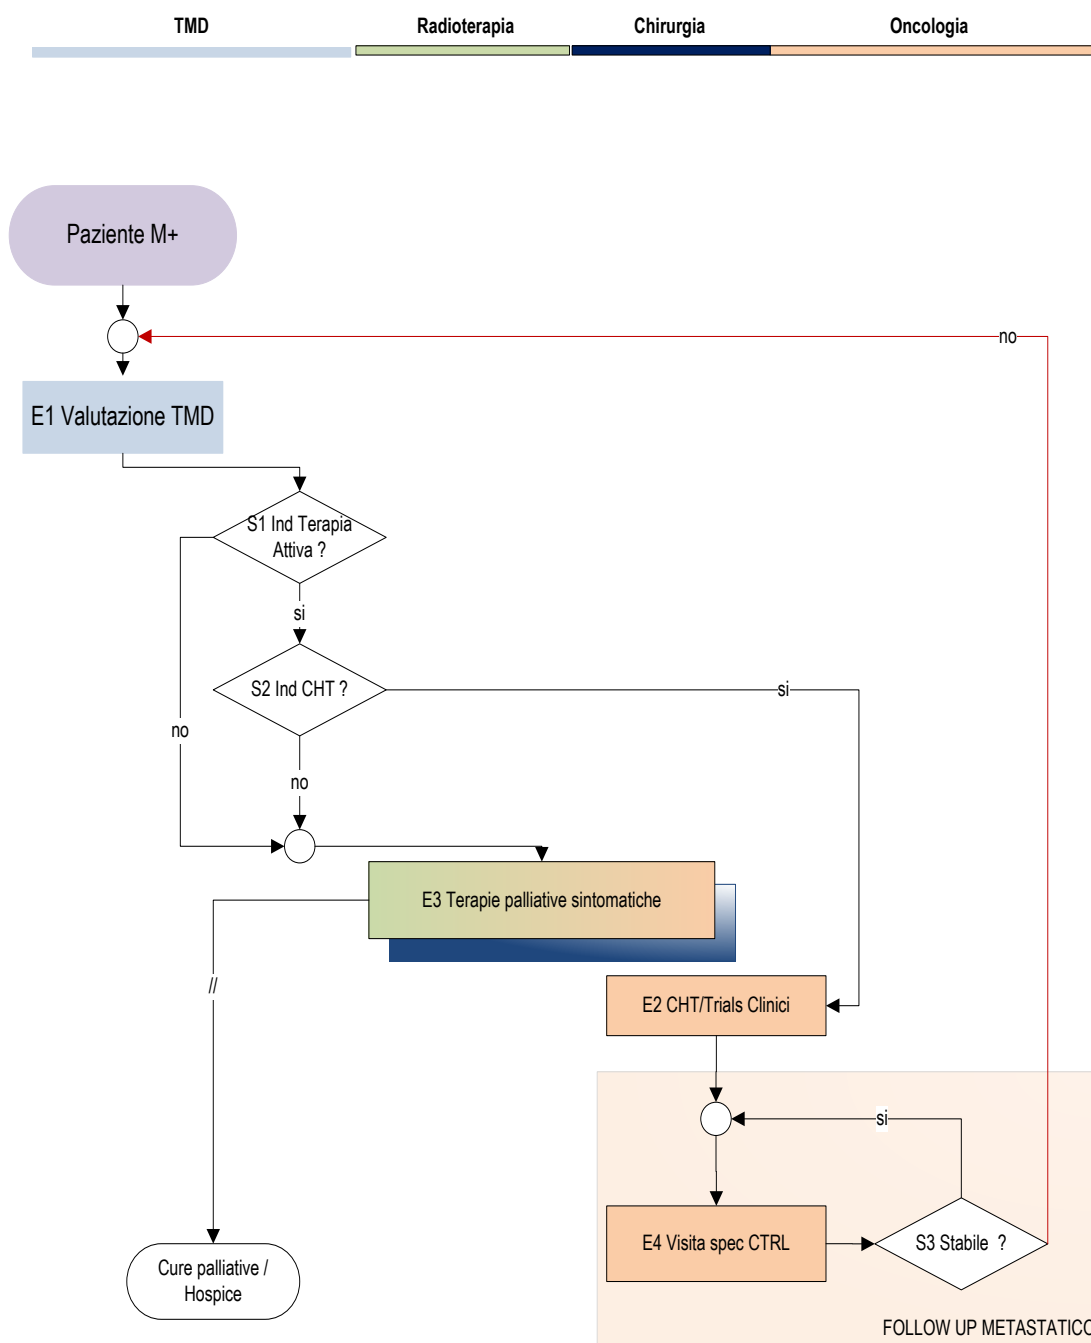 TMD
Radioterapia
Chirurgia
Oncologia
Paziente M+
no
E1 Valutazione TMD
S1 Ind Terapia
Attiva ?
si
S2 Ind CHT ?
si
no
no
E3 Terapie palliative sintomatiche
//
E2 CHT/Trials Clinici
si
E4 Visita spec CTRL
S3 Stabile ?
Cure palliative /
Hospice
FOLLOW UP METASTATICO